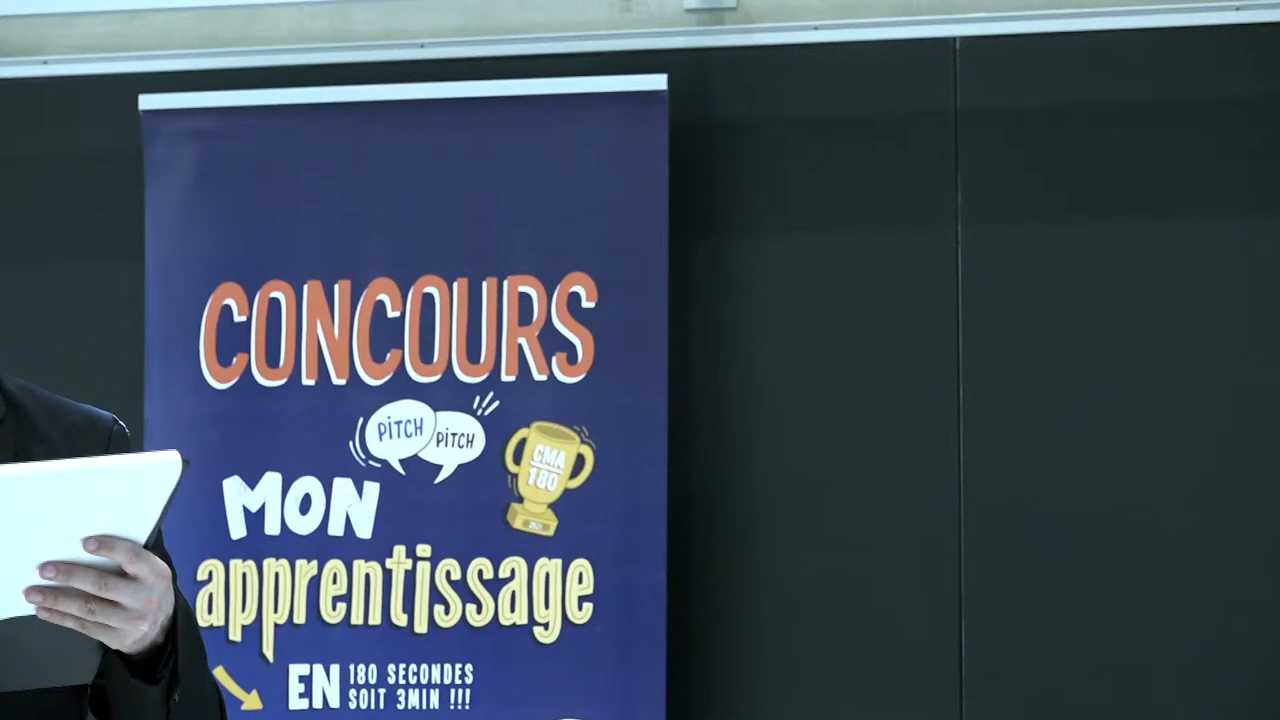 CONCOURS
PiTCH
PiTCH
CMA
180
MON
apprentissage
EN
180 SECONDES
SOIT 3MIN !!!